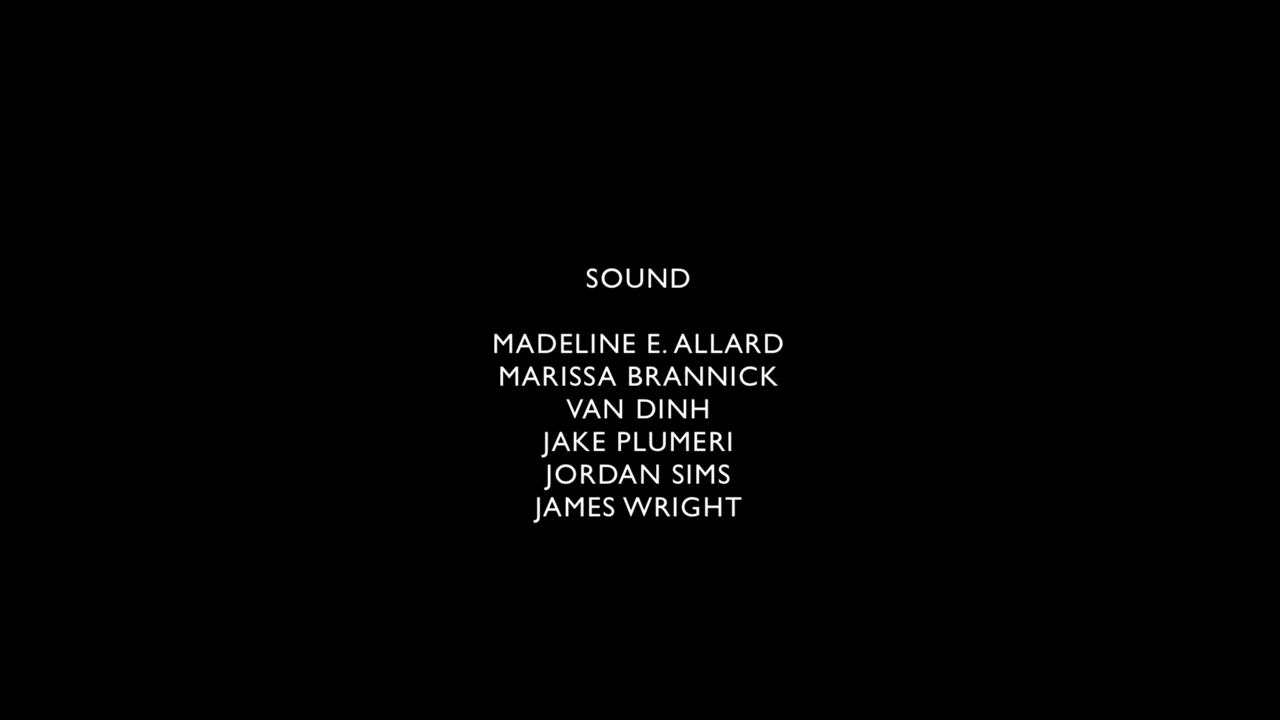 SOUND
MADELINE E. ALLARD
MARISSA BRANNICK
VAN DINH
JAKE PLUMERI
JORDAN SIMS
JAMES WRIGHT